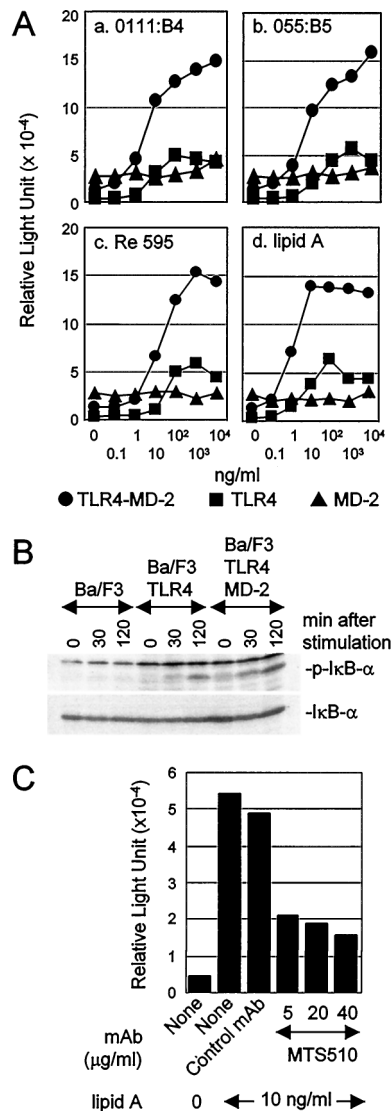 A
a. 0111:B4
b. 055:B5
20
15
10
5
0
c. Re 595
d. lipid A
20
15
10
5
0
Relative Light Unit (x 10⁻⁴)
0 1 10² 10⁴
0.1 10 10³
0 1 10² 10⁴
0.1 10 10³
ng/ml
TLR4-MD-2 TLR4 MD-2
B
Ba/F3
Ba/F3 TLR4
Ba/F3 TLR4 MD-2
0 30 120 0 30 120 0 30 120
min after stimulation
-p-IκB-α
-IκB-α
C
Relative Light Unit (x10⁻⁴)
6
5
4
3
2
1
0
None None Control mAb 5 20 40
mAb (μg/ml)
MTS510
lipid A 0 10 ng/ml